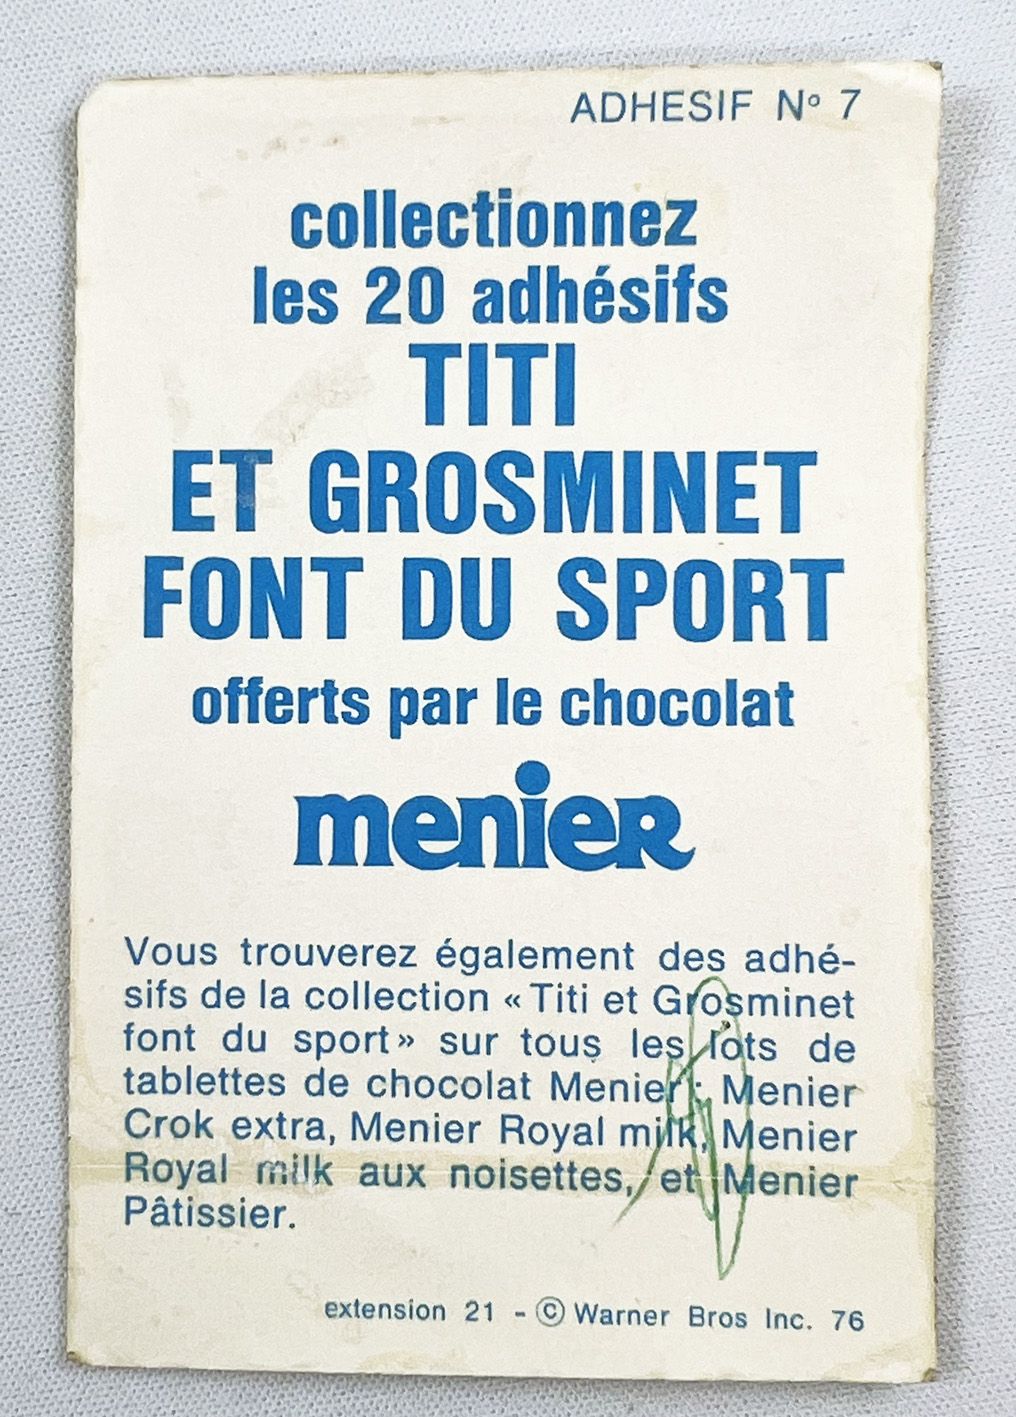 ADHESIF Nº 7
collectionnez
les 20 adhésifs
TITI
ET GROSMINET
FONT DU SPORT
offerts par le chocolat
menier
Vous trouverez également des adhé-
sifs de la collection « Titi et Grosminet
font du sport » sur tous les lots de
tablettes de chocolat Menier : Menier
Crok extra, Menier Royal milk, Menier
Royal milk aux noisettes, et Menier
Pâtissier.
extension 21 - © Warner Bros Inc. 76